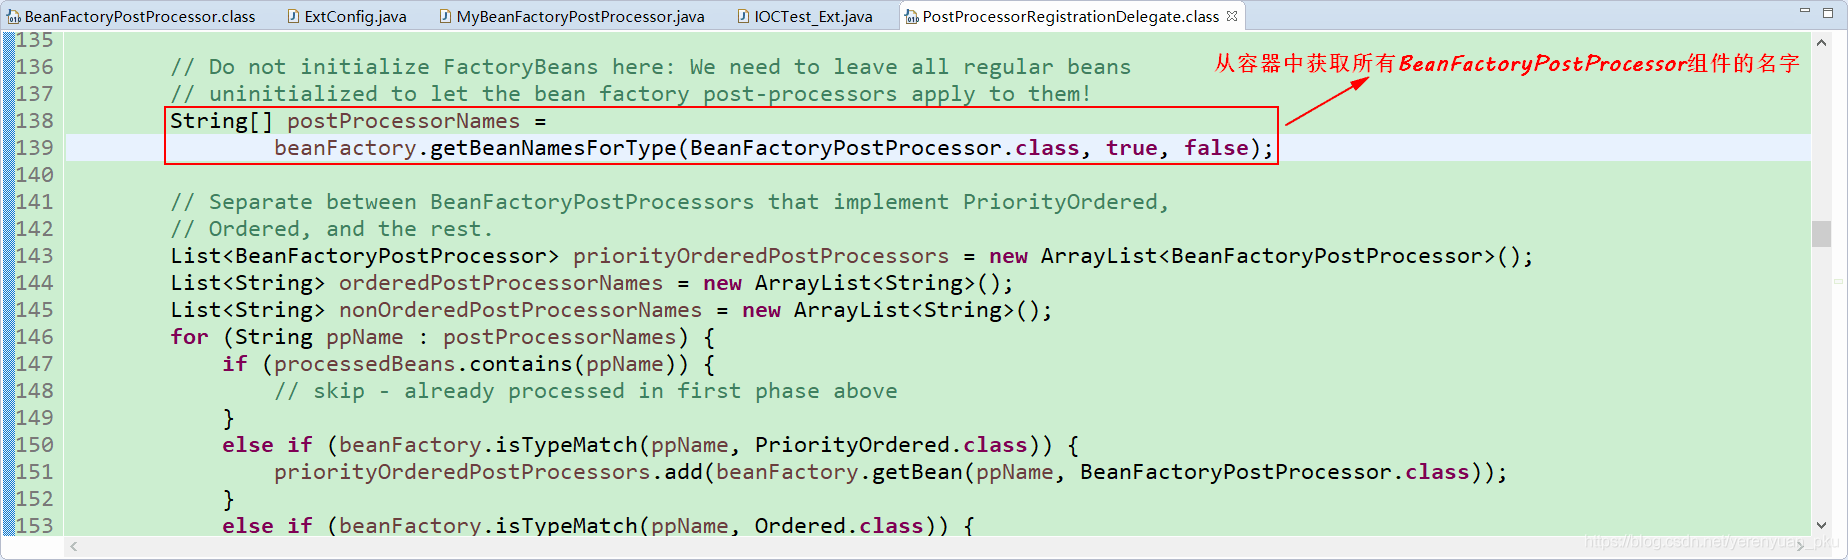 BeanFactoryPostProcessor.class ExtConfig.java MyBeanFactoryPostProcessor.java IOCTest_Ext.java PostProcessorRegistrationDelegate.class
135
136 // Do not initialize FactoryBeans here: We need to leave all regular beans
从容器中获取所有BeanFactoryPostProcessor组件的名字
137 // uninitialized to let the bean factory post-processors apply to them!
138 String[] postProcessorNames =
139 beanFactory.getBeanNamesForType(BeanFactoryPostProcessor.class, true, false);
140
141 // Separate between BeanFactoryPostProcessors that implement PriorityOrdered,
142 // Ordered, and the rest.
143 List<BeanFactoryPostProcessor> priorityOrderedPostProcessors = new ArrayList<BeanFactoryPostProcessor>();
144 List<String> orderedPostProcessorNames = new ArrayList<String>();
145 List<String> nonOrderedPostProcessorNames = new ArrayList<String>();
146 for (String ppName : postProcessorNames) {
147 if (processedBeans.contains(ppName)) {
148 // skip - already processed in first phase above
149 }
150 else if (beanFactory.isTypeMatch(ppName, PriorityOrdered.class)) {
151 priorityOrderedPostProcessors.add(beanFactory.getBean(ppName, BeanFactoryPostProcessor.class));
152 }
153 else if (beanFactory.isTypeMatch(ppName, Ordered.class)) {
https://blog.csdn.net/yerenyuan_pku